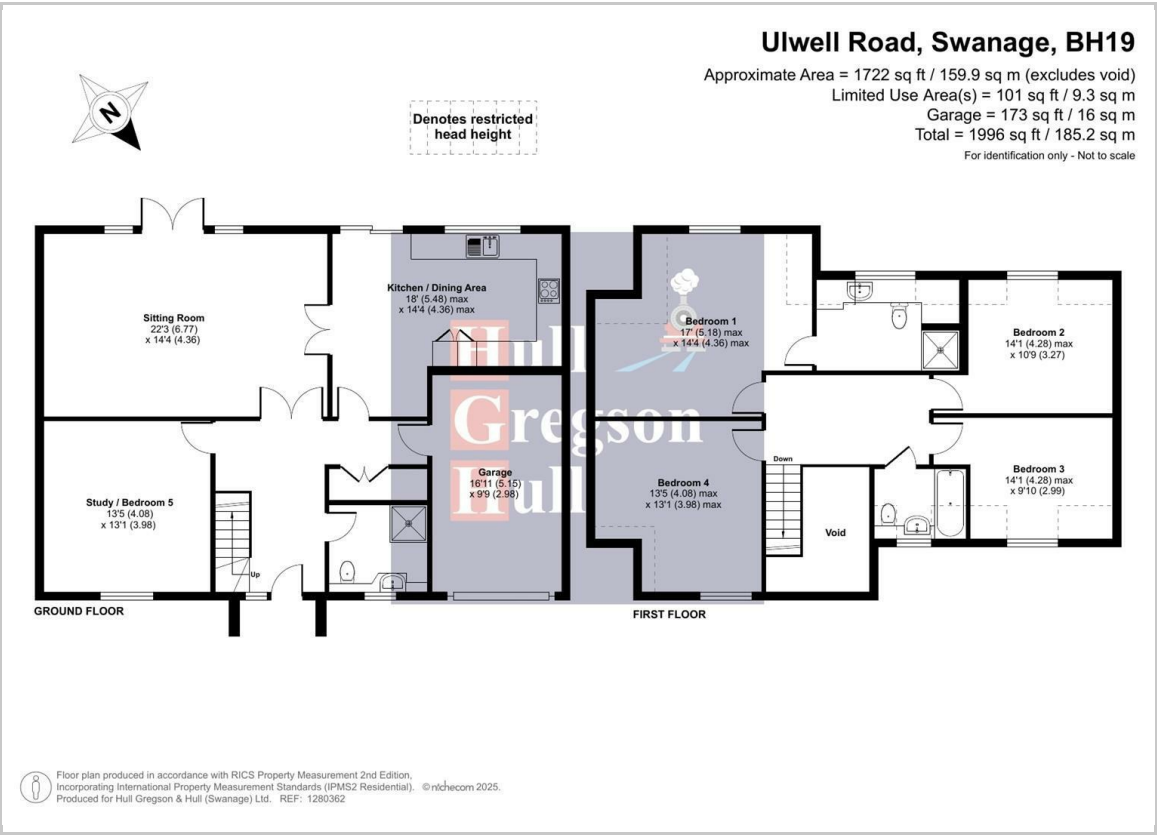 Ulwell Road, Swanage, BH19
Approximate Area = 1722 sq ft / 159.9 sq m (excludes void)
Limited Use Area(s) = 101 sq ft / 9.3 sq m
Garage = 173 sq ft / 16 sq m
Total = 1996 sq ft / 185.2 sq m
For identification only - Not to scale
N
Denotes restricted
head height
Sitting Room
22'3 (6.77)
x 14'4 (4.36)
Kitchen / Dining Area
18' (5.48) max
x 14'4 (4.36) max
Study / Bedroom 5
13'5 (4.08)
x 13'1 (3.98)
Garage
16'11 (5.15)
x 9'9 (2.98)
Up
GROUND FLOOR
Bedroom 1
17' (5.18) max
x 14'4 (4.36) max
Bedroom 2
14'1 (4.28) max
x 10'9 (3.27)
Bedroom 4
13'5 (4.08) max
x 13'1 (3.98) max
Down
Void
Bedroom 3
14'1 (4.28) max
x 9'10 (2.99)
FIRST FLOOR
Hull
Gregson
Hull
Floor plan produced in accordance with RICS Property Measurement 2nd Edition,
Incorporating International Property Measurement Standards (IPMS2 Residential). © nichecom 2025.
Produced for Hull Gregson & Hull (Swanage) Ltd. REF: 1280362